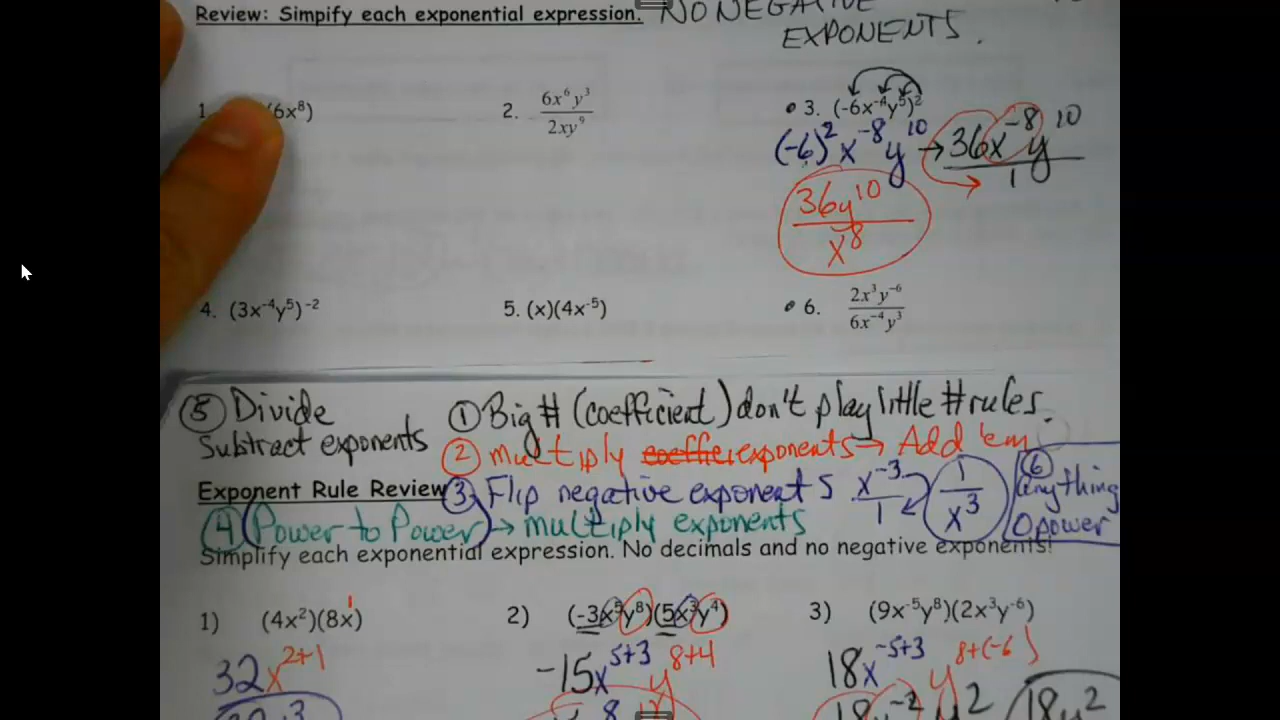 Review: Simpify each exponential expression. NO NEGATIVE
EXPONENTS.
1. (6x⁸)
2. 6x⁶y³ / 2xy⁹
3. (-6x⁻⁴y⁵)²
(-6)² x⁻⁸ y¹⁰ → 36x⁻⁸y¹⁰ / 1
36y¹⁰ / x⁸
4. (3x⁻⁴y⁵)⁻²
5. (x)(4x⁻⁵)
6. 2x³y⁻⁶ / 6x⁻⁴y³
⑤ Divide
Subtract exponents
① Big # (coefficient) don't play little # rules.
② multiply exponents → Add 'em
Exponent Rule Review
③ Flip negative exponents x⁻³ / 1 1 / x³
④ (Power to Power) → multiply exponents
⑥
anything
0 power
Simplify each exponential expression. No decimals and no negative exponents!
1) (4x²)(8x¹)
32x²⁺¹
2) (-3x⁵y⁸)(5x³y⁴)
-15x⁵⁺³ y⁸⁺⁴
3) (9x⁻⁵y⁸)(2x³y⁻⁶)
18x⁻⁵⁺³ y⁸⁺⁽⁻⁶⁾
18y²